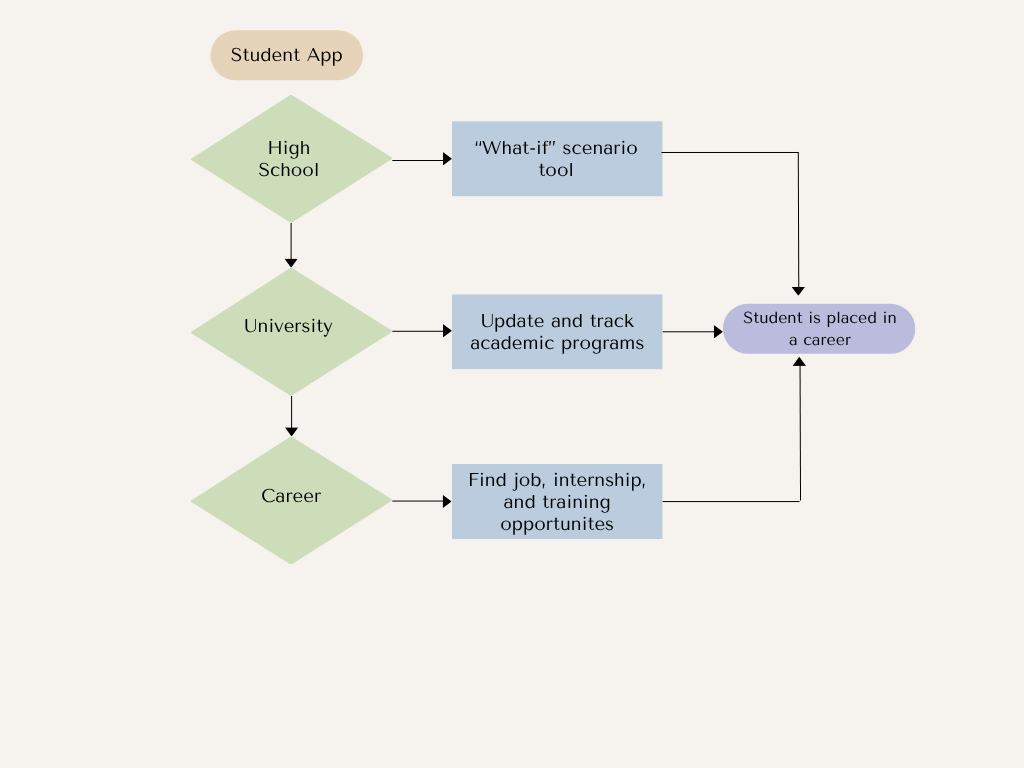 Student App
High
School
“What-if” scenario
tool
University
Update and track
academic programs
Student is placed in
a career
Career
Find job, internship,
and training
opportunites